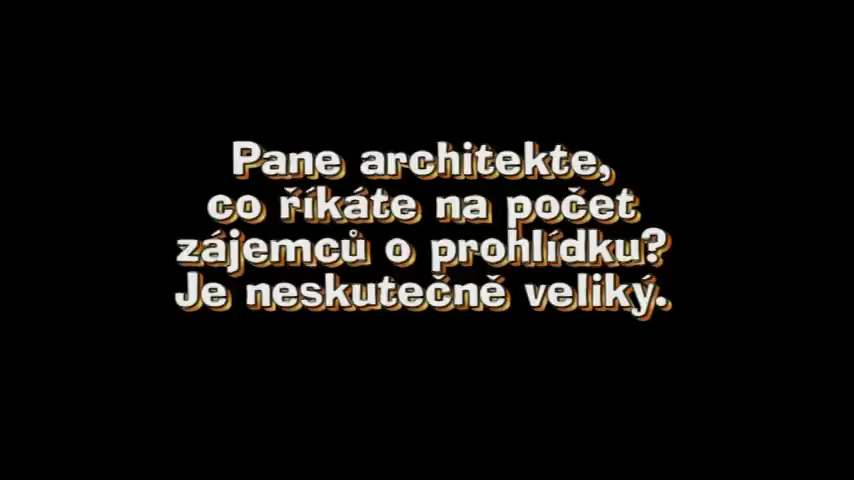 Pane architekte,
co říkáte na počet
zájemců o prohlídku?
Je neskutečně veliký.